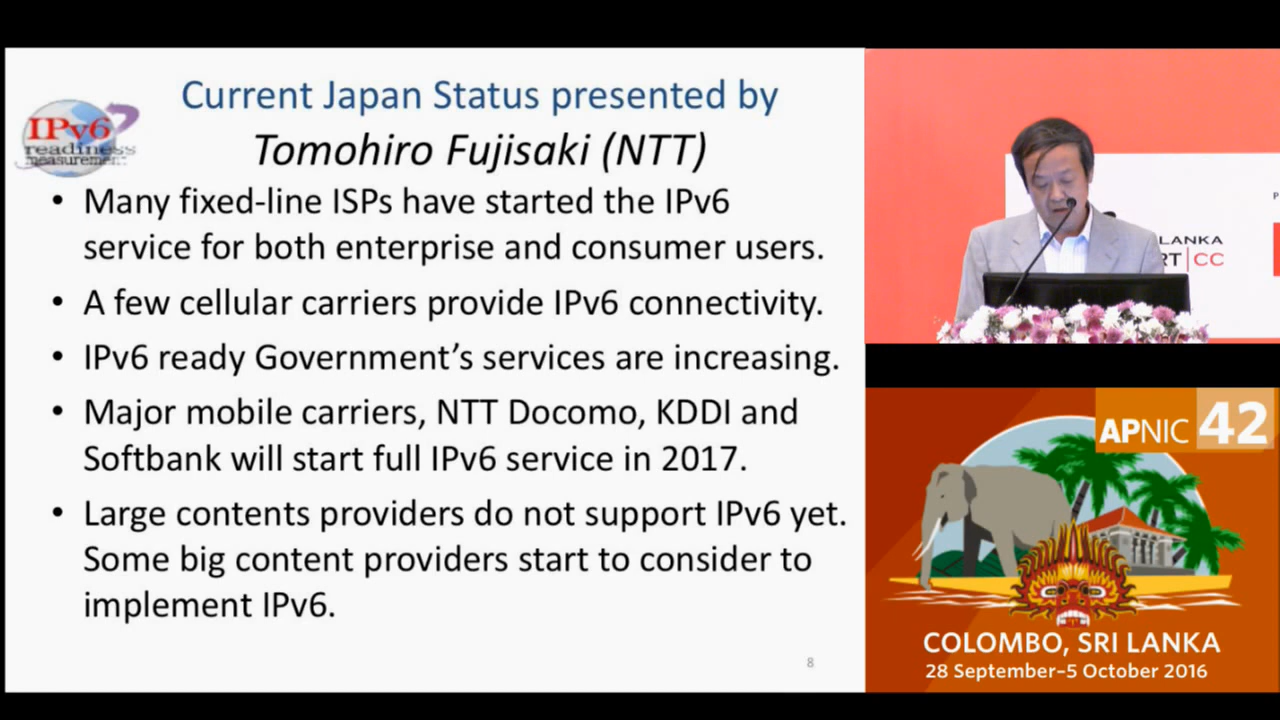 Current Japan Status presented by
Tomohiro Fujisaki (NTT)
IPv6
readiness
measurement
• Many fixed-line ISPs have started the IPv6
service for both enterprise and consumer users.
• A few cellular carriers provide IPv6 connectivity.
• IPv6 ready Government’s services are increasing.
• Major mobile carriers, NTT Docomo, KDDI and
Softbank will start full IPv6 service in 2017.
• Large contents providers do not support IPv6 yet.
Some big content providers start to consider to
implement IPv6.
8
P
LANKA
RT|CC
APNIC 42
COLOMBO, SRI LANKA
28 September–5 October 2016